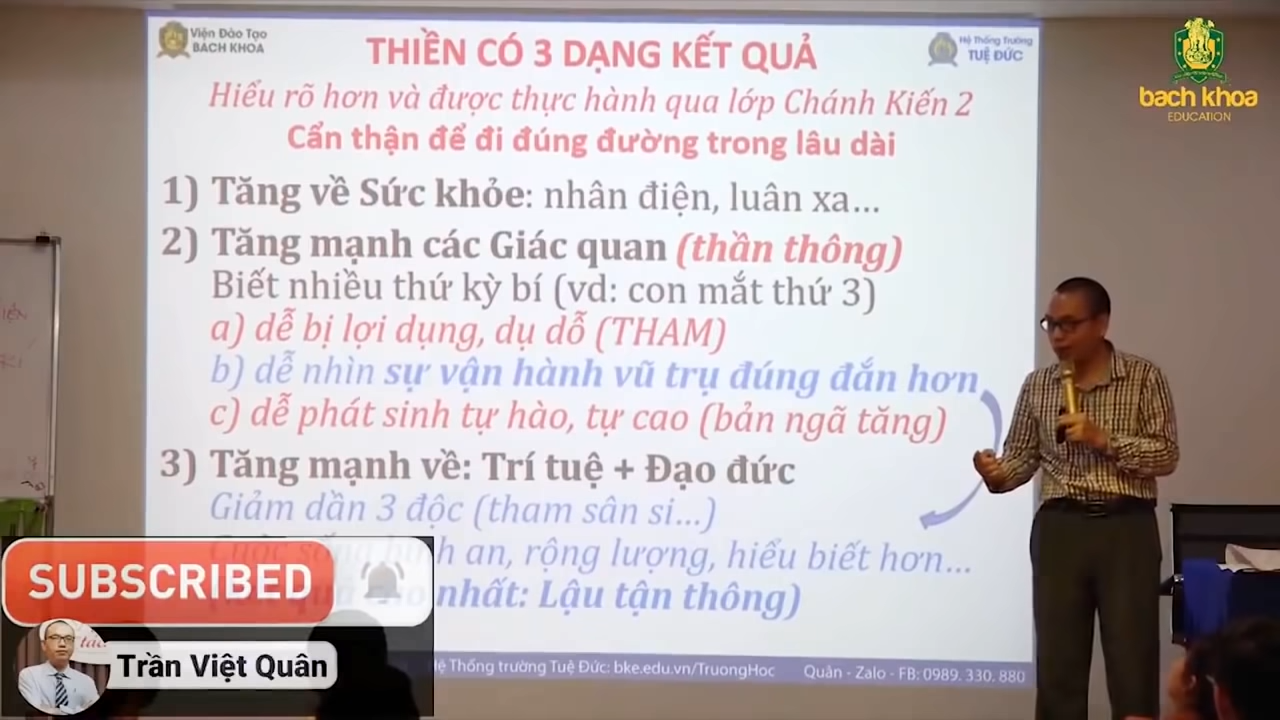 Viện Đào Tạo
BÁCH KHOA
THIỀN CÓ 3 DẠNG KẾT QUẢ
Hệ Thống Trường
TUỆ ĐỨC
bach khoa
EDUCATION
Hiểu rõ hơn và được thực hành qua lớp Chánh Kiến 2
Cẩn thận để đi đúng đường trong lâu dài
1) Tăng về Sức khỏe: nhân điện, luân xa...
2) Tăng mạnh các Giác quan (thần thông)
Biết nhiều thứ kỳ bí (vd: con mắt thứ 3)
a) dễ bị lợi dụng, dụ dỗ (THAM)
b) dễ nhìn sự vận hành vũ trụ đúng đắn hơn
c) dễ phát sinh tự hào, tự cao (bản ngã tăng)
3) Tăng mạnh về: Trí tuệ + Đạo đức
Giảm dần 3 độc (tham sân si...)
an, rộng lượng, hiểu biết hơn...
nhất: Lậu tận thông)
SUBSCRIBED
Trần Việt Quân
Hệ Thống trường Tuệ Đức: bke.edu.vn/TruongHoc Quân - Zalo - FB: 0989. 330. 880